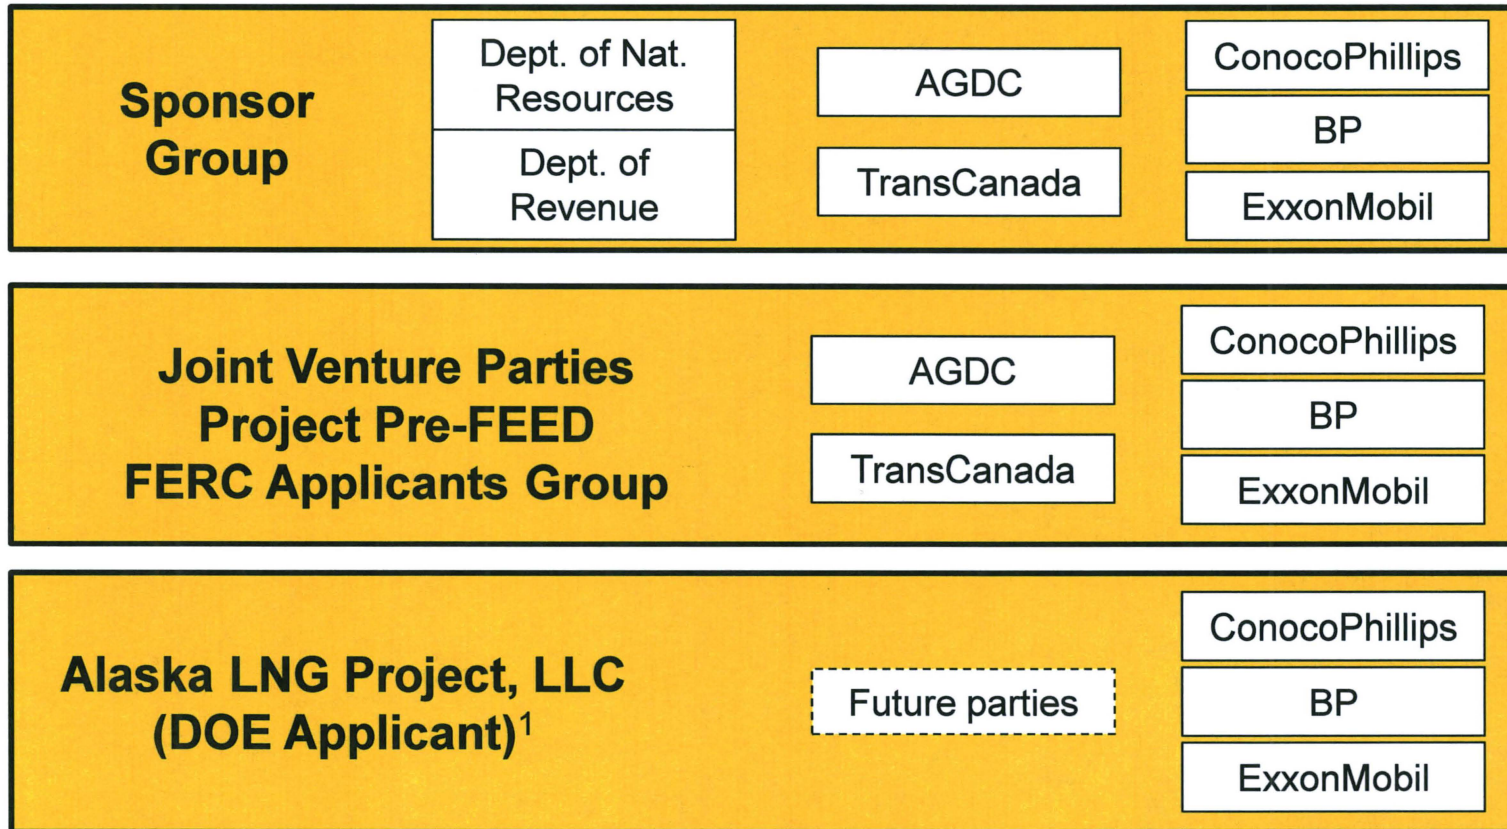 Sponsor
Group
Dept. of Nat.
Resources
Dept. of
Revenue
AGDC
TransCanada
ConocoPhillips
BP
ExxonMobil
Joint Venture Parties
Project Pre-FEED
FERC Applicants Group
AGDC
TransCanada
ConocoPhillips
BP
ExxonMobil
Alaska LNG Project, LLC
(DOE Applicant)¹
Future parties
ConocoPhillips
BP
ExxonMobil